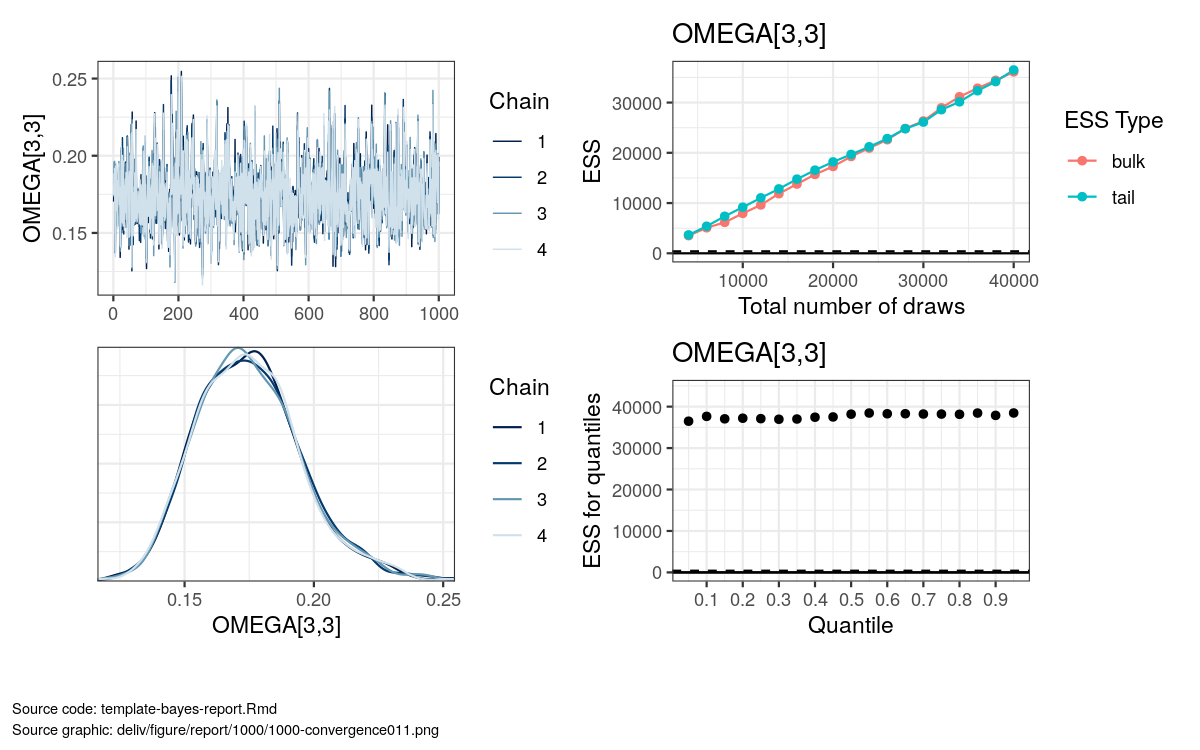 OMEGA[3,3]
0.25
0.20
0.15
0 200 400 600 800 1000
Chain
1
2
3
4
OMEGA[3,3]
ESS
30000
20000
10000
0
10000 20000 30000 40000
Total number of draws
ESS Type
bulk
tail
0.15 0.20 0.25
OMEGA[3,3]
Chain
1
2
3
4
OMEGA[3,3]
ESS for quantiles
40000
30000
20000
10000
0
0.1 0.2 0.3 0.4 0.5 0.6 0.7 0.8 0.9
Quantile
Source code: template-bayes-report.Rmd
Source graphic: deliv/figure/report/1000/1000-convergence011.png